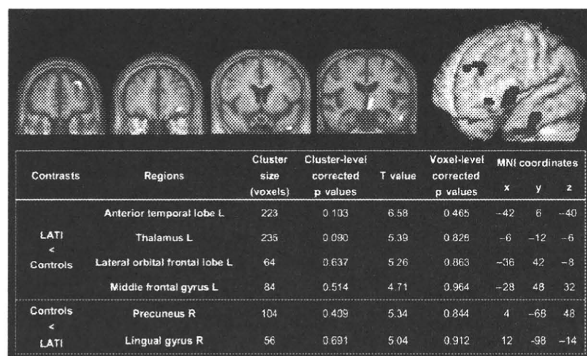 Contrasts Regions Cluster size (voxels) Cluster-level corrected p values T value Voxel-level corrected p values MNI coordinates x y z
LATI < Controls
Anterior temporal lobe L 223 0.103 6.58 0.465 −42 6 −40
Thalamus L 235 0.090 5.39 0.828 −6 −12 −6
Lateral orbital frontal lobe L 64 0.637 5.26 0.863 −36 42 −8
Middle frontal gyrus L 84 0.514 4.71 0.964 −28 48 32
Controls < LATI
Precuneus R 104 0.409 5.34 0.844 4 −68 48
Lingual gyrus R 56 0.691 5.04 0.912 12 −98 −14